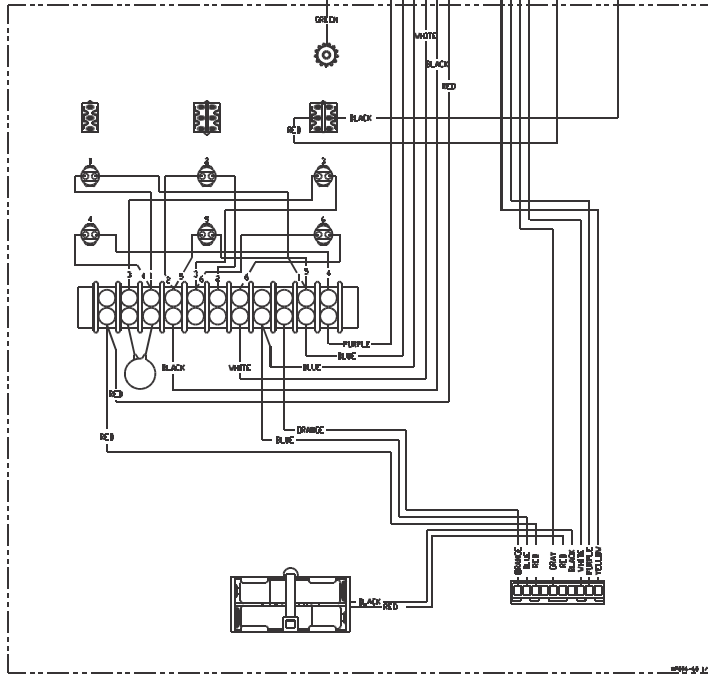 GREEN
WHITE
BLACK
RED
BLACK
RED
1 2 3
4 5 6
3 4 1 2 5 3 6 2 6 5 4
PURPLE
BLUE
BLACK WHITE BLUE
RED
ORANGE
RED BLUE
ORANGE BLUE RED GRAY RED BLACK WHITE PURPLE YELLOW
BLACK
RED